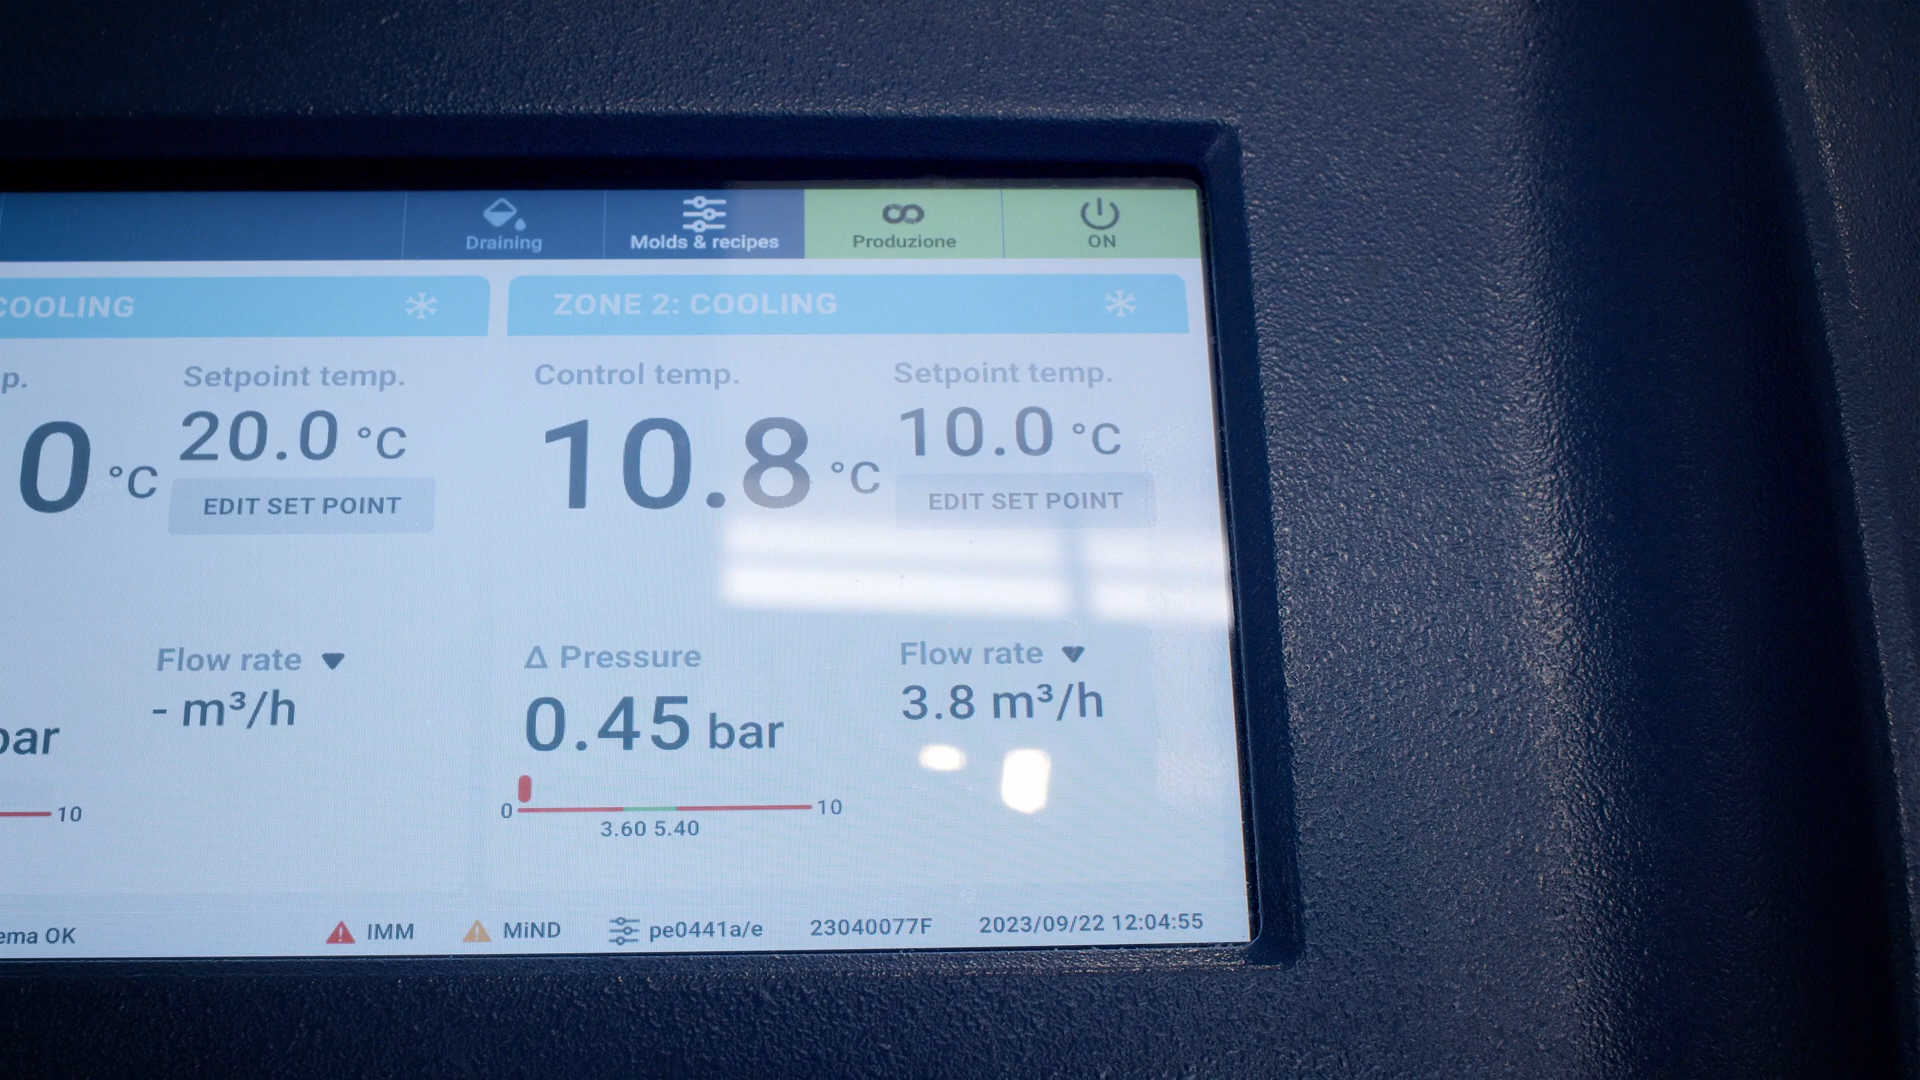 Draining
Molds & recipes
Produzione
ON
COOLING
ZONE 2: COOLING
p.
Setpoint temp.
Control temp.
Setpoint temp.
0 °C
20.0 °C
10.8 °C
10.0 °C
EDIT SET POINT
EDIT SET POINT
Flow rate
Δ Pressure
Flow rate
bar
- m³/h
0.45 bar
3.8 m³/h
10
0
10
3.60 5.40
ema OK
IMM
MiND
pe0441a/e
23040077F
2023/09/22 12:04:55